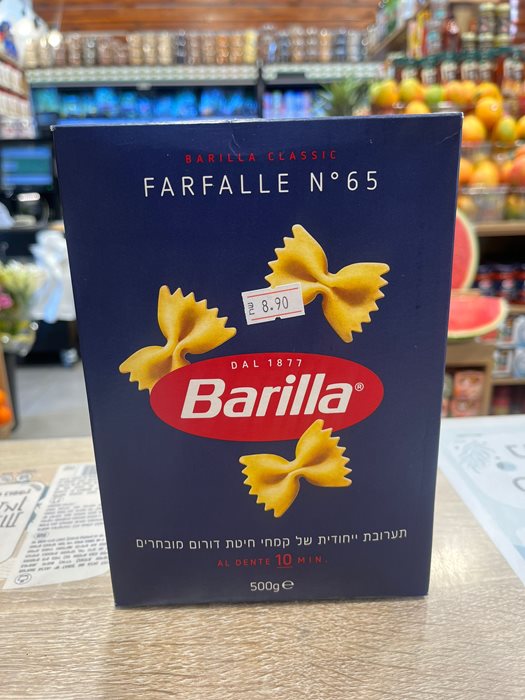 BARILLA CLASSIC
FARFALLE N°65
8.90
DAL 1877
Barilla®
תערובת ייחודית של קמחי חיטת דורום מובחרים
AL DENTE 10 MIN.
500g ℮